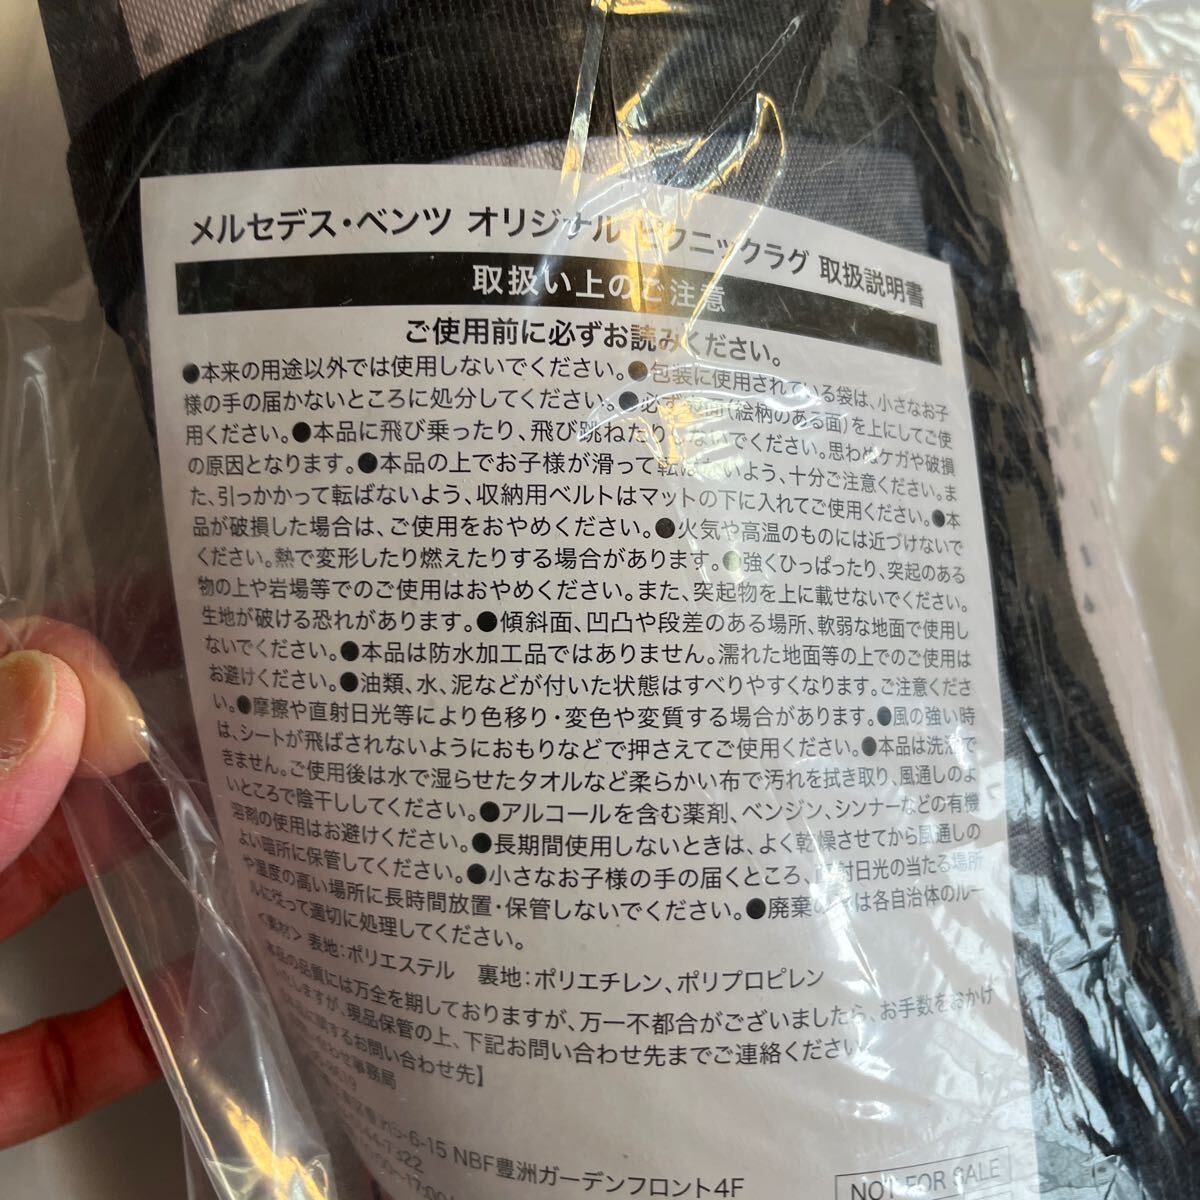 メルセデス・ベンツ オリジナル ピクニックラグ 取扱説明書
取扱い上のご注意
ご使用前に必ずお読みください。
●本来の用途以外では使用しないでください。●包装に使用されている袋は、小さなお子
様の手の届かないところに処分してください。●必ず 面(絵柄のある面)を上にしてご使
用ください。●本品に飛び乗ったり、飛び跳ねたりしないでください。思わぬケガや破損
の原因となります。●本品の上でお子様が滑って転ばないよう、十分ご注意ください。ま
た、引っかかって転ばないよう、収納用ベルトはマットの下に入れてご使用ください。●本
品が破損した場合は、ご使用をおやめください。●火気や高温のものには近づけないで
ください。熱で変形したり燃えたりする場合があります。●強くひっぱったり、突起のある
物の上や岩場等でのご使用はおやめください。また、突起物を上に載せないでください。
生地が破ける恐れがあります。●傾斜面、凹凸や段差のある場所、軟弱な地面で使用し
ないでください。●本品は防水加工品ではありません。濡れた地面等の上でのご使用は
お避けください。●油類、水、泥などが付いた状態はすべりやすくなります。ご注意くださ
い。●摩擦や直射日光等により色移り・変色や変質する場合があります。●風の強い時
は、シートが飛ばされないようにおもりなどで押さえてご使用ください。●本品は洗濯で
きません。ご使用後は水で湿らせたタオルなど柔らかい布で汚れを拭き取り、風通しのよ
いところで陰干ししてください。●アルコールを含む薬剤、ベンジン、シンナーなどの有機
溶剤の使用はお避けください。●長期間使用しないときは、よく乾燥させてから風通しの
よい暗所に保管してください。●小さなお子様の手の届くところ、直射日光の当たる場所
や湿度の高い場所に長時間放置・保管しないでください。●廃棄の は各自治体のルー
ルに従って適切に処理してください。
<素材> 表地：ポリエステル 裏地：ポリエチレン、ポリプロピレン
本品の品質には万全を期しておりますが、万一不都合がございましたら、お手数をおかけ
いたしますが、現品保管の上、下記お問い合わせ先までご連絡ください
に関するお問い合わせ先】
い合わせ事務局
8619
5-6-15 NBF豊洲ガーデンフロント4F
44-7322
17:00
NOT FOR SALE